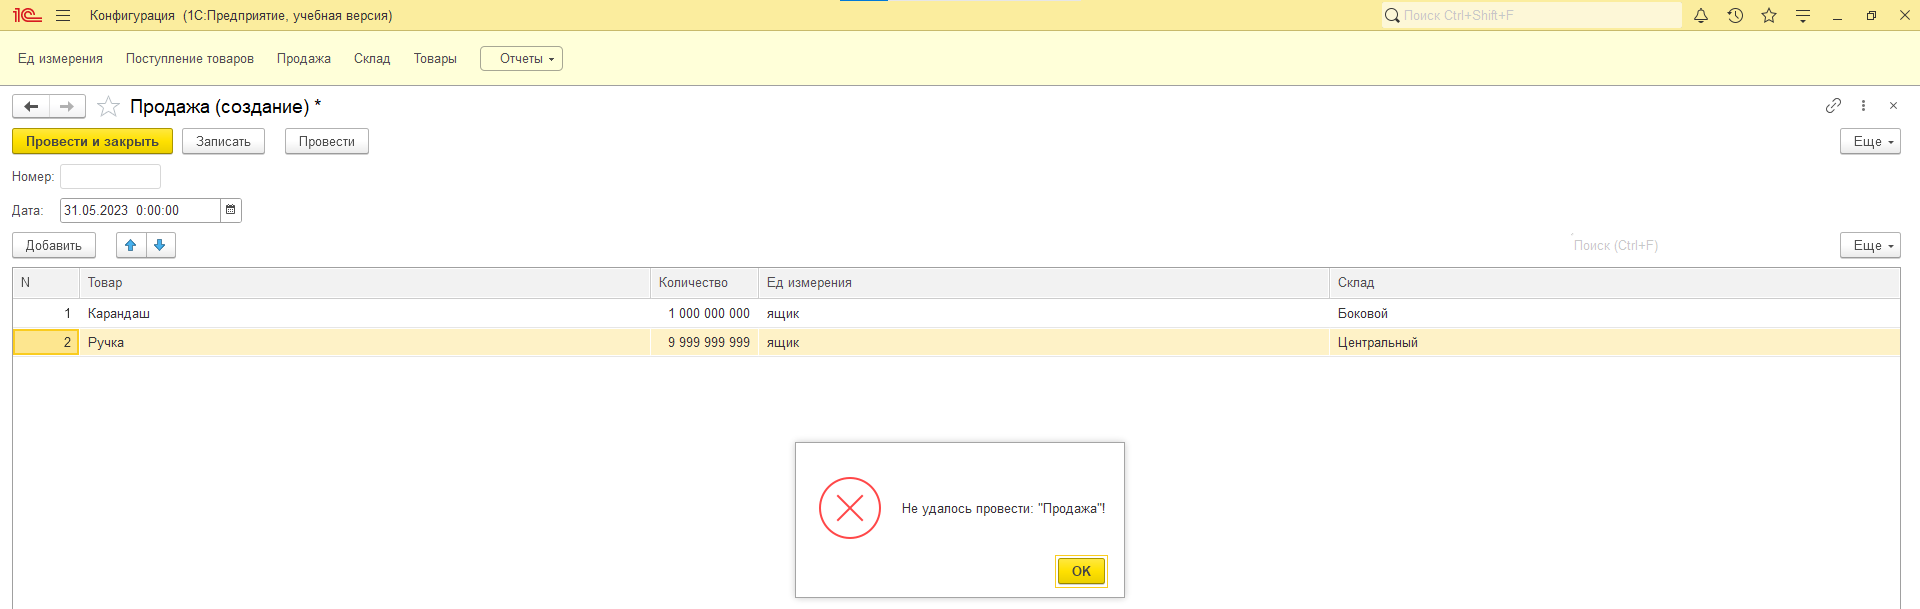 1С Конфигурация (1С:Предприятие, учебная версия) Поиск Ctrl+Shift+F
Ед измерения Поступление товаров Продажа Склад Товары Отчеты
Продажа (создание) *
Провести и закрыть Записать Провести Еще
Номер:
Дата: 31.05.2023 0:00:00
Добавить Поиск (Ctrl+F) Еще
N Товар Количество Ед измерения Склад
1 Карандаш 1 000 000 000 ящик Боковой
2 Ручка 9 999 999 999 ящик Центральный
Не удалось провести: "Продажа"!
ОК